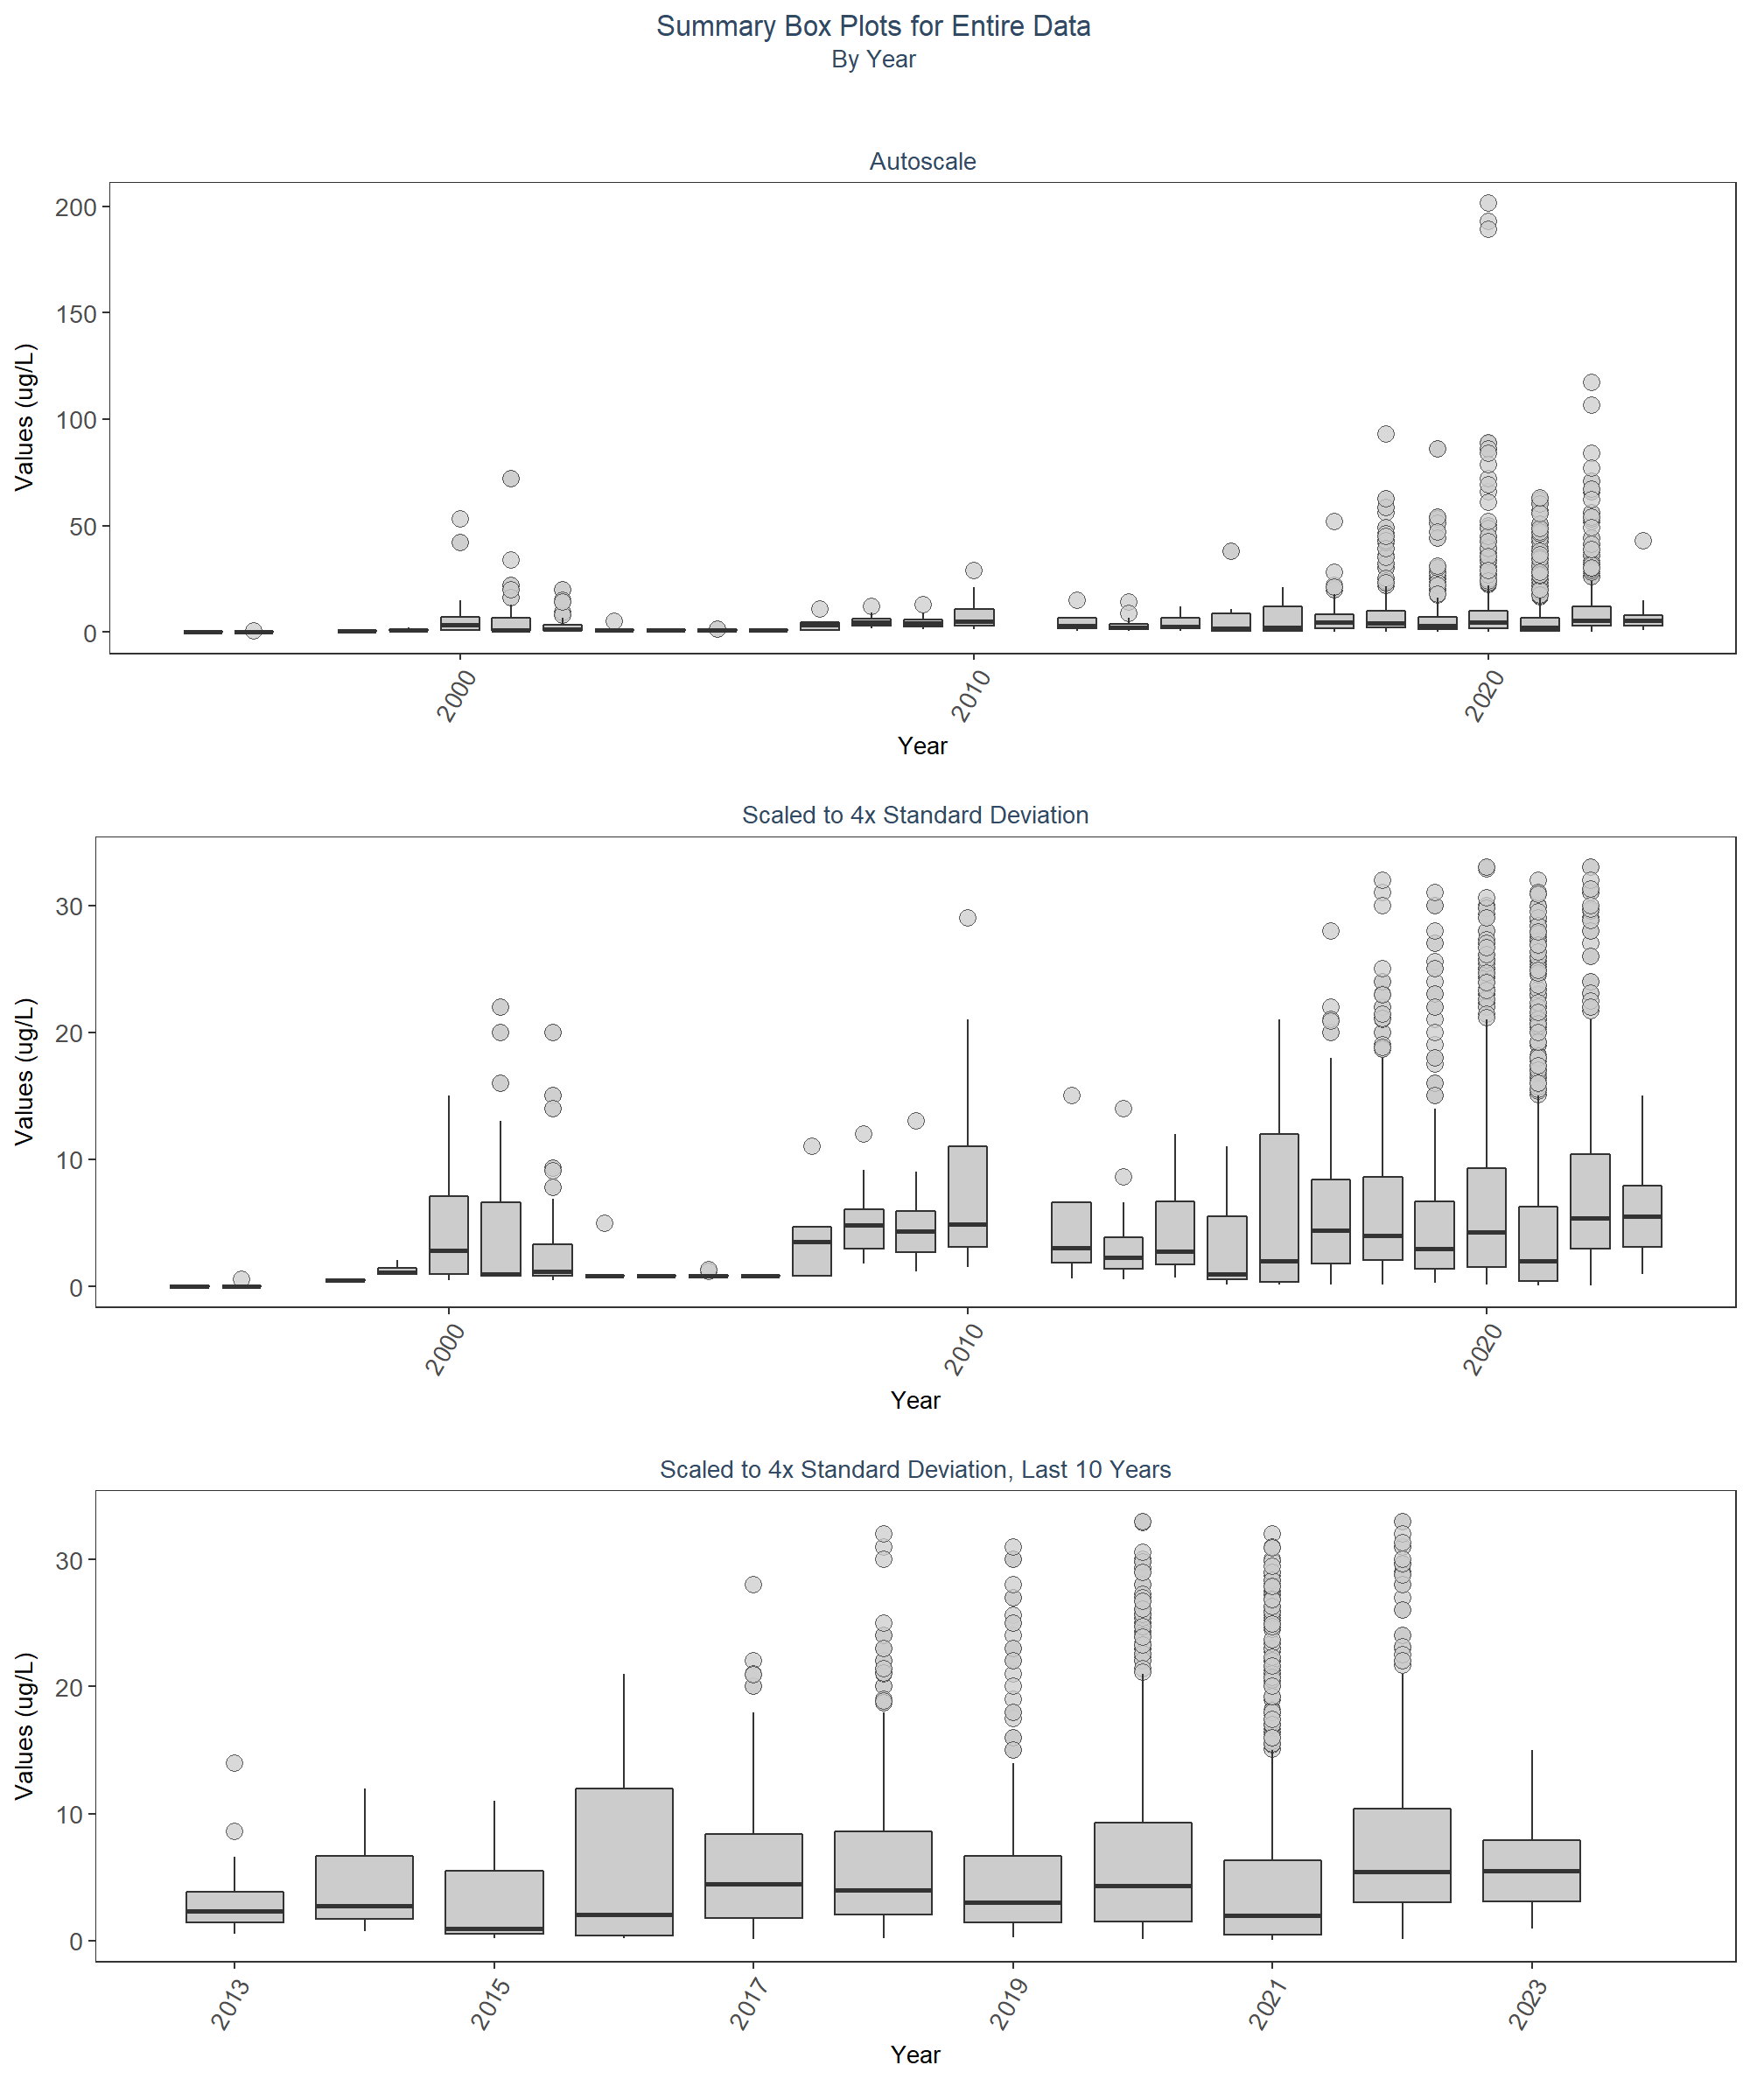 Summary Box Plots for Entire Data
By Year
Autoscale
Values (ug/L)
200
150
100
50
0
2000
2010
2020
Year
Scaled to 4x Standard Deviation
Values (ug/L)
30
20
10
0
2000
2010
2020
Year
Scaled to 4x Standard Deviation, Last 10 Years
Values (ug/L)
30
20
10
0
2013
2015
2017
2019
2021
2023
Year